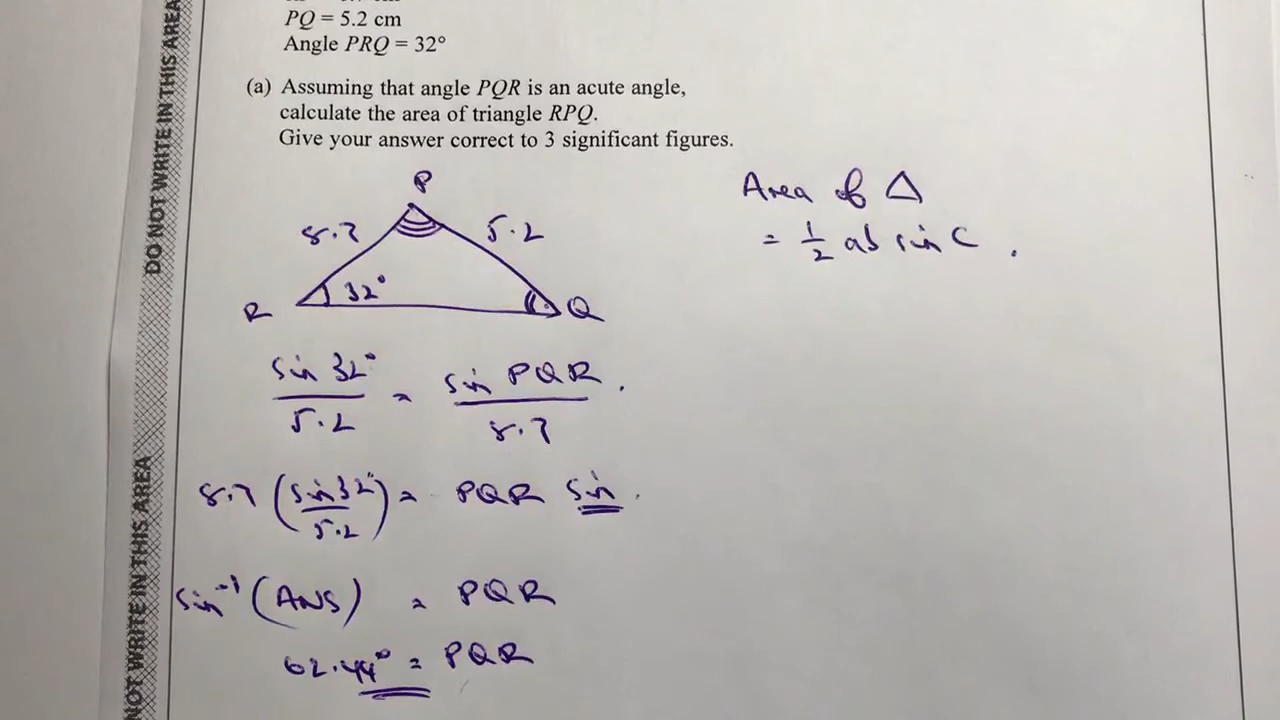 PQ = 5.2 cm
Angle PRQ = 32°
(a) Assuming that angle PQR is an acute angle,
calculate the area of triangle RPQ.
Give your answer correct to 3 significant figures.
P
8.7 5.2
R 32° Q
Area of △
= 1/2 ab sin C.
sin 32° / 5.2 = sin PQR / 8.7.
8.7 (sin 32° / 5.2) = PQR sin.
sin⁻¹ (ANS) = PQR
62.44° = PQR
DO NOT WRITE IN THIS AREA
NOT WRITE IN THIS AREA